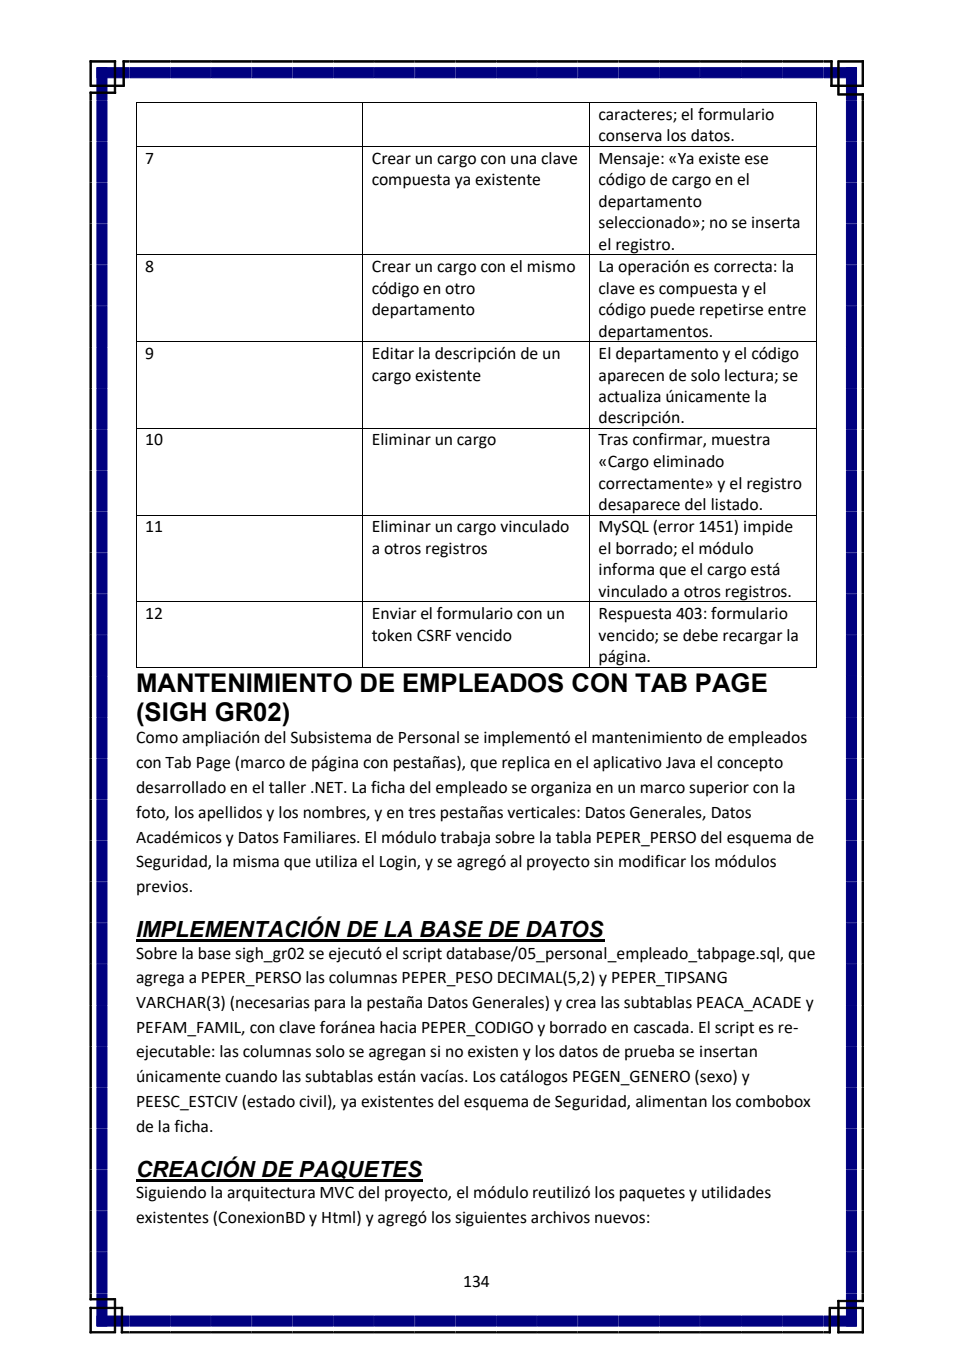 caracteres; el formulario
conserva los datos.
7
Crear un cargo con una clave
compuesta ya existente
Mensaje: «Ya existe ese
código de cargo en el
departamento
seleccionado»; no se inserta
el registro.
8
Crear un cargo con el mismo
código en otro
departamento
La operación es correcta: la
clave es compuesta y el
código puede repetirse entre
departamentos.
9
Editar la descripción de un
cargo existente
El departamento y el código
aparecen de solo lectura; se
actualiza únicamente la
descripción.
10
Eliminar un cargo
Tras confirmar, muestra
«Cargo eliminado
correctamente» y el registro
desaparece del listado.
11
Eliminar un cargo vinculado
a otros registros
MySQL (error 1451) impide
el borrado; el módulo
informa que el cargo está
vinculado a otros registros.
12
Enviar el formulario con un
token CSRF vencido
Respuesta 403: formulario
vencido; se debe recargar la
página.
MANTENIMIENTO DE EMPLEADOS CON TAB PAGE
(SIGH GR02)
Como ampliación del Subsistema de Personal se implementó el mantenimiento de empleados
con Tab Page (marco de página con pestañas), que replica en el aplicativo Java el concepto
desarrollado en el taller .NET. La ficha del empleado se organiza en un marco superior con la
foto, los apellidos y los nombres, y en tres pestañas verticales: Datos Generales, Datos
Académicos y Datos Familiares. El módulo trabaja sobre la tabla PEPER_PERSO del esquema de
Seguridad, la misma que utiliza el Login, y se agregó al proyecto sin modificar los módulos
previos.
IMPLEMENTACIÓN DE LA BASE DE DATOS
Sobre la base sigh_gr02 se ejecutó el script database/05_personal_empleado_tabpage.sql, que
agrega a PEPER_PERSO las columnas PEPER_PESO DECIMAL(5,2) y PEPER_TIPSANG
VARCHAR(3) (necesarias para la pestaña Datos Generales) y crea las subtablas PEACA_ACADE y
PEFAM_FAMIL, con clave foránea hacia PEPER_CODIGO y borrado en cascada. El script es re-
ejecutable: las columnas solo se agregan si no existen y los datos de prueba se insertan
únicamente cuando las subtablas están vacías. Los catálogos PEGEN_GENERO (sexo) y
PEESC_ESTCIV (estado civil), ya existentes del esquema de Seguridad, alimentan los combobox
de la ficha.
CREACIÓN DE PAQUETES
Siguiendo la arquitectura MVC del proyecto, el módulo reutilizó los paquetes y utilidades
existentes (ConexionBD y Html) y agregó los siguientes archivos nuevos:
134